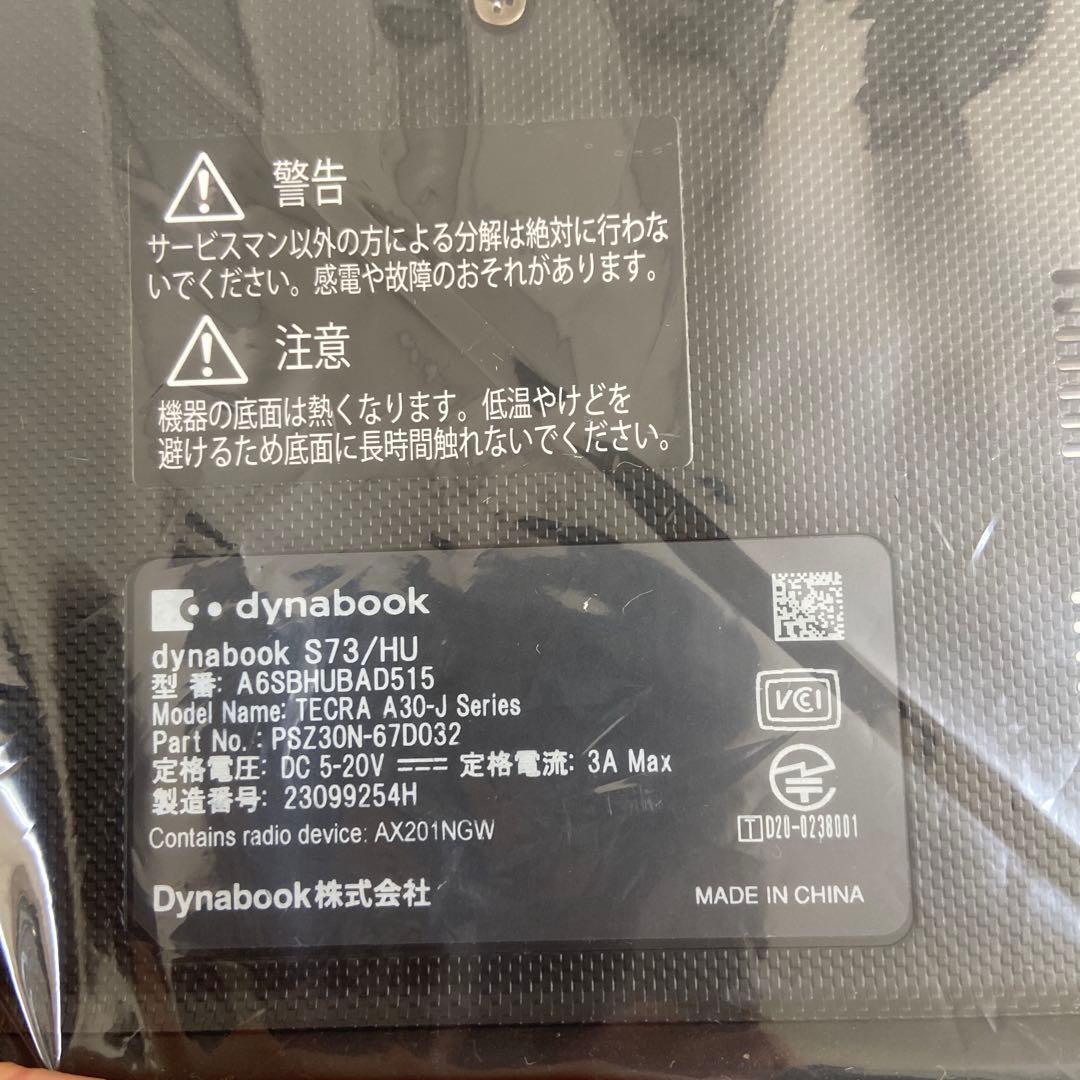 警告
サービスマン以外の方による分解は絶対に行わな
いでください。感電や故障のおそれがあります。
注意
機器の底面は熱くなります。低温やけどを
避けるため底面に長時間触れないでください。
dynabook
dynabook S73/HU
型 番: A6SBHUBAD515
Model Name: TECRA A30-J Series
Part No.: PSZ30N-67D032
定格電圧: DC 5-20V ⎓ 定格電流: 3A Max
製造番号: 23099254H
Contains radio device: AX201NGW
VCI
T D20-0238001
Dynabook株式会社
MADE IN CHINA